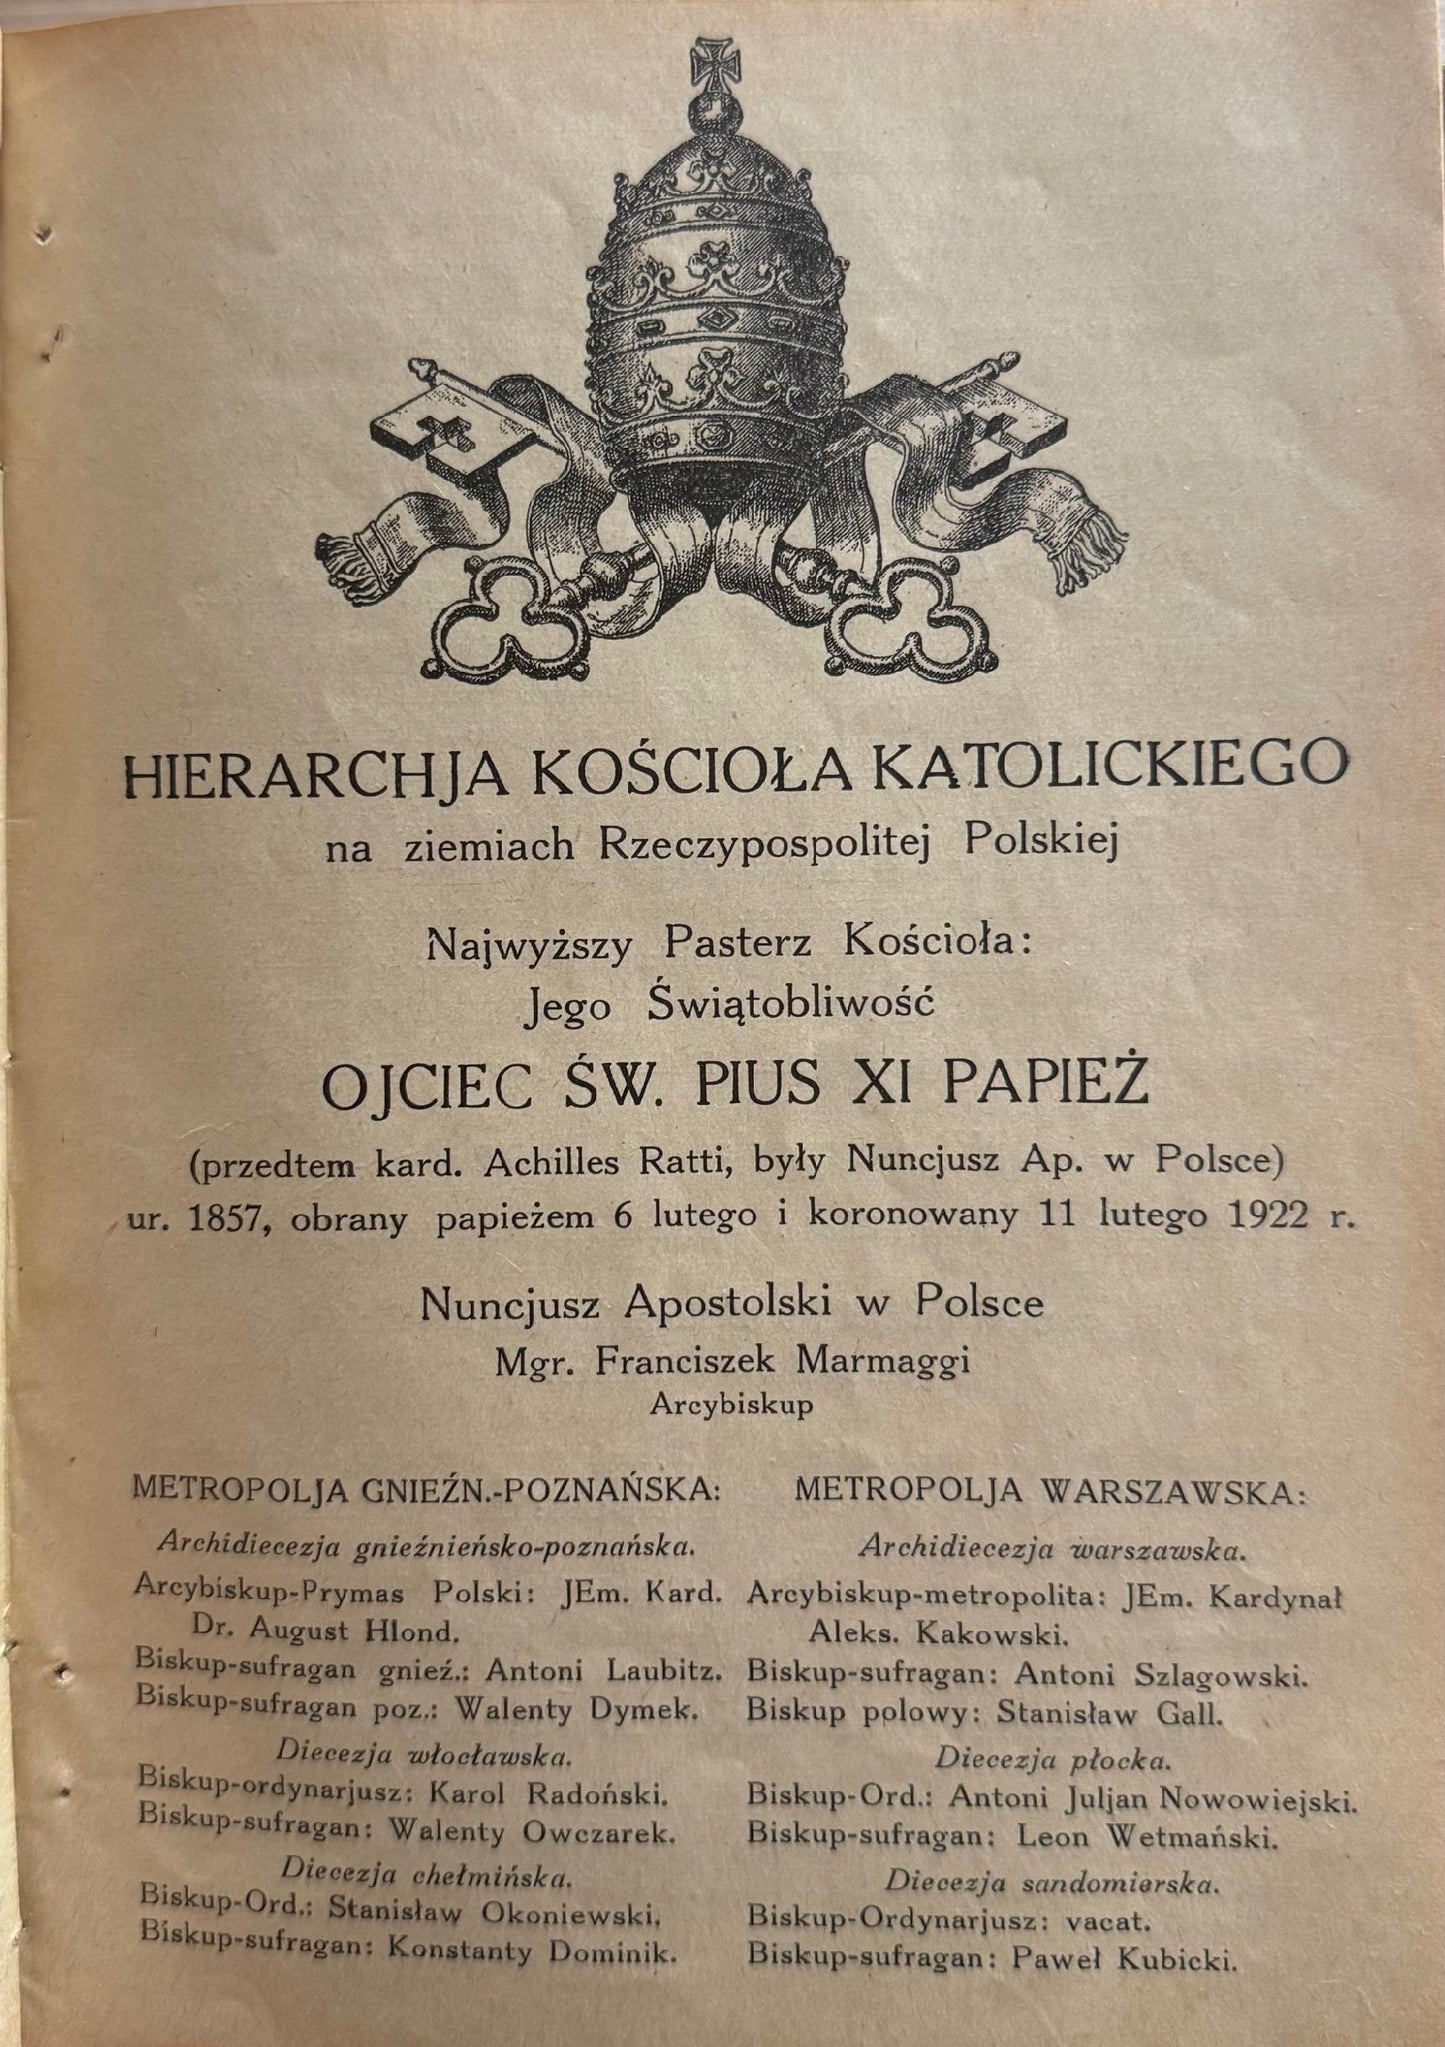 HIERARCHJA KOŚCIOŁA KATOLICKIEGO
na ziemiach Rzeczypospolitej Polskiej
Najwyższy Pasterz Kościoła:
Jego Świątobliwość
OJCIEC ŚW. PIUS XI PAPIEŻ
(przedtem kard. Achilles Ratti, były Nuncjusz Ap. w Polsce)
ur. 1857, obrany papieżem 6 lutego i koronowany 11 lutego 1922 r.
Nuncjusz Apostolski w Polsce
Mgr. Franciszek Marmaggi
Arcybiskup
METROPOLJA GNIEŹN.-POZNAŃSKA:
Archidiecezja gnieźnieńsko-poznańska.
Arcybiskup-Prymas Polski: JEm. Kard.
Dr. August Hlond.
Biskup-sufragan gnieź.: Antoni Laubitz.
Biskup-sufragan poz.: Walenty Dymek.
Diecezja włocławska.
Biskup-ordynarjusz: Karol Radoński.
Biskup-sufragan: Walenty Owczarek.
Diecezja chełmińska.
Biskup-Ord.: Stanisław Okoniewski.
Biskup-sufragan: Konstanty Dominik.
METROPOLJA WARSZAWSKA:
Archidiecezja warszawska.
Arcybiskup-metropolita: JEm. Kardynał
Aleks. Kakowski.
Biskup-sufragan: Antoni Szlagowski.
Biskup polowy: Stanisław Gall.
Diecezja płocka.
Biskup-Ord.: Antoni Juljan Nowowiejski.
Biskup-sufragan: Leon Wetmański.
Diecezja sandomierska.
Biskup-Ordynarjusz: vacat.
Biskup-sufragan: Paweł Kubicki.